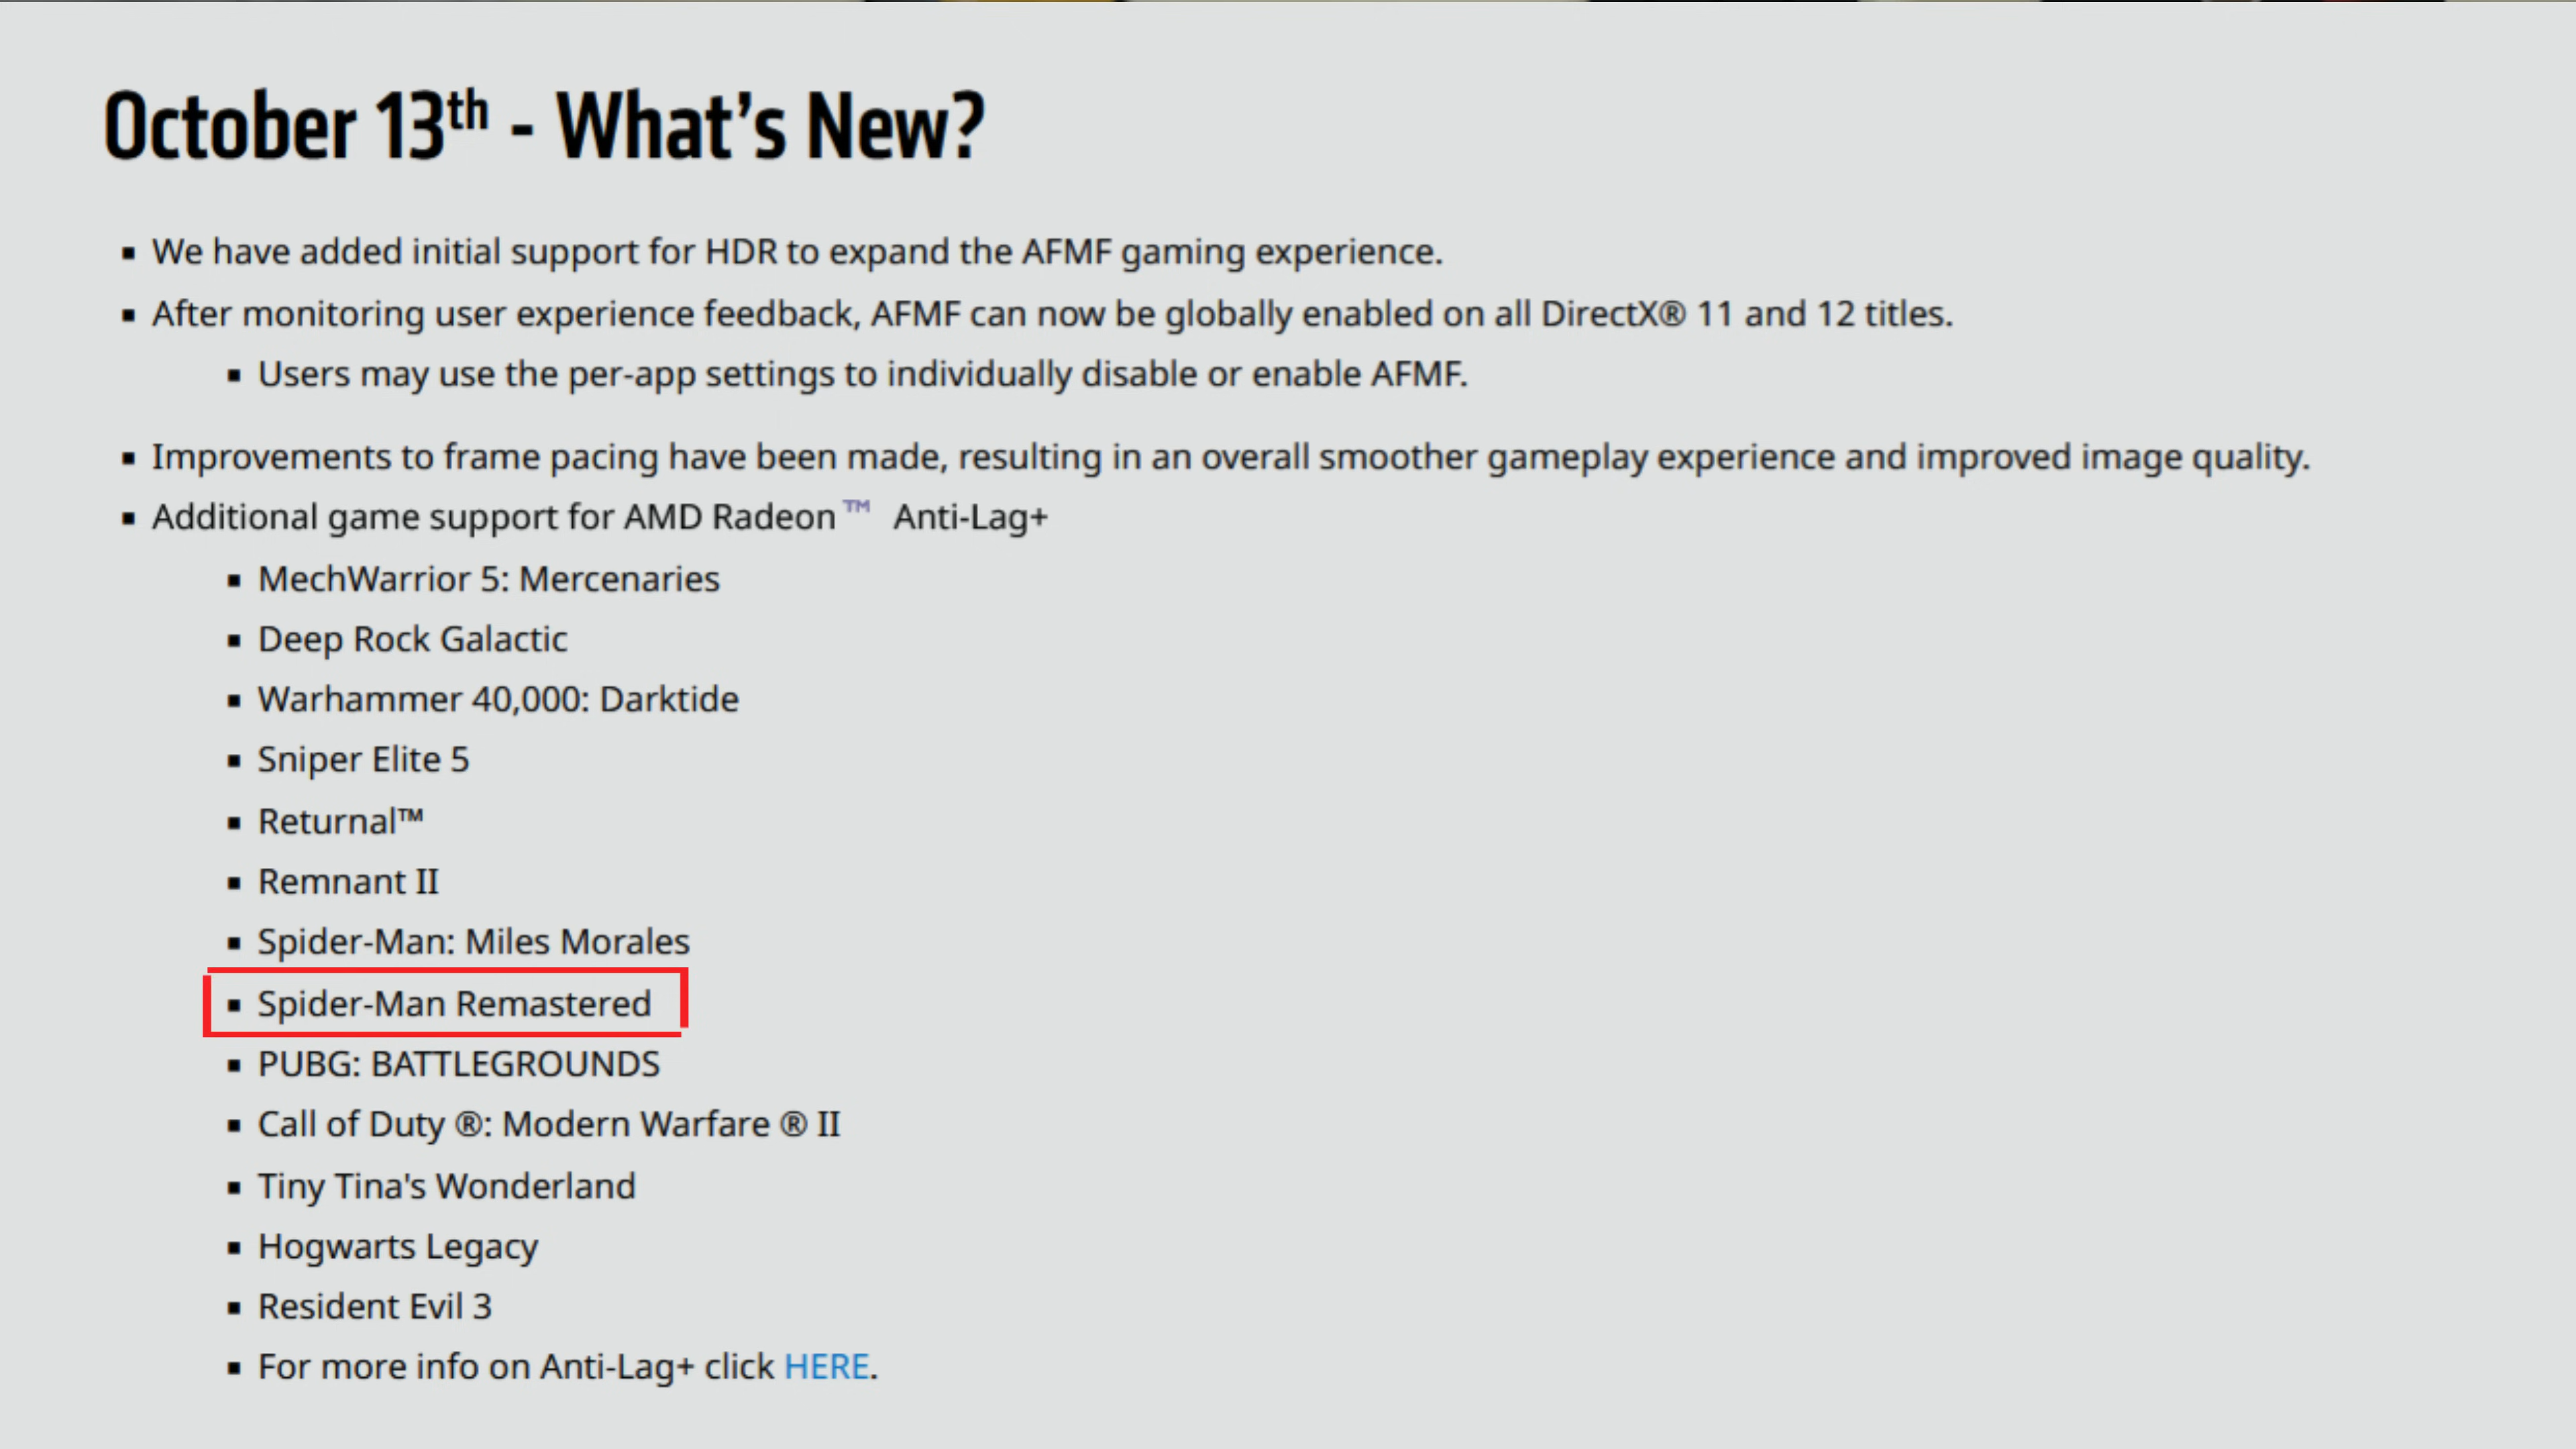 October 13th - What’s New?
▪ We have added initial support for HDR to expand the AFMF gaming experience.
▪ After monitoring user experience feedback, AFMF can now be globally enabled on all DirectX® 11 and 12 titles.
▪ Users may use the per-app settings to individually disable or enable AFMF.
▪ Improvements to frame pacing have been made, resulting in an overall smoother gameplay experience and improved image quality.
▪ Additional game support for AMD Radeon™ Anti-Lag+
▪ MechWarrior 5: Mercenaries
▪ Deep Rock Galactic
▪ Warhammer 40,000: Darktide
▪ Sniper Elite 5
▪ Returnal™
▪ Remnant II
▪ Spider-Man: Miles Morales
▪ Spider-Man Remastered
▪ PUBG: BATTLEGROUNDS
▪ Call of Duty ®: Modern Warfare ® II
▪ Tiny Tina's Wonderland
▪ Hogwarts Legacy
▪ Resident Evil 3
▪ For more info on Anti-Lag+ click HERE.